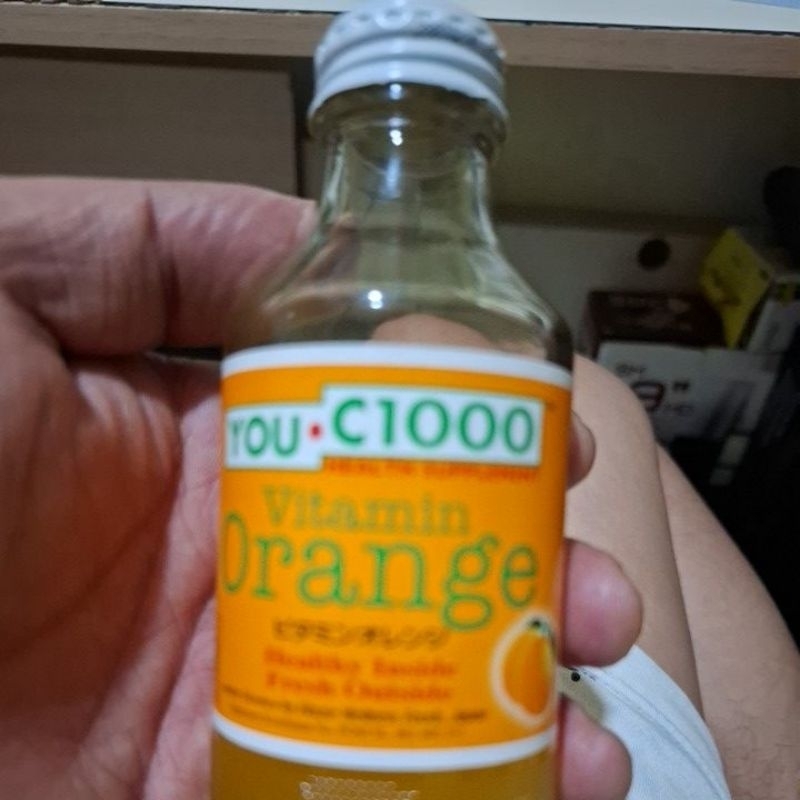 YOU • C1000
HEALTH SUPPLEMENT
Vitamin
Orange
ビタミンオレンジ
Healthy Inside
Fresh Outside